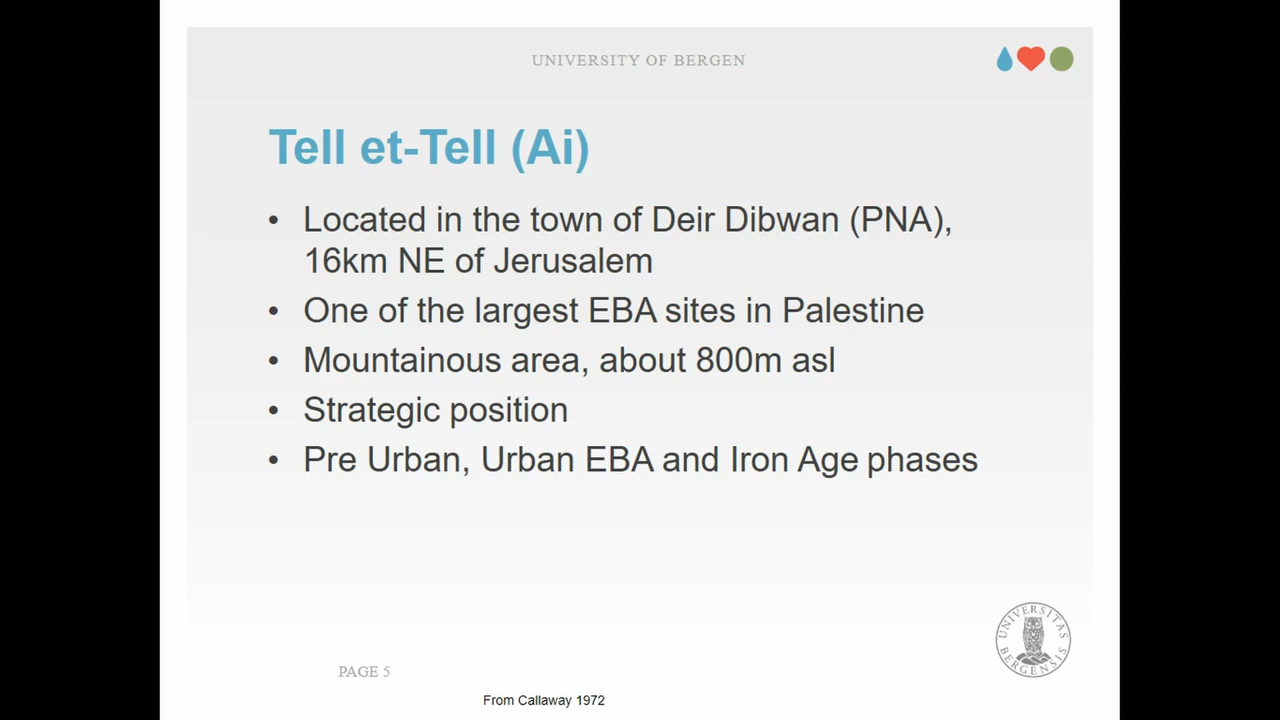 UNIVERSITY OF BERGEN
Tell et-Tell (Ai)
• Located in the town of Deir Dibwan (PNA),
16km NE of Jerusalem
• One of the largest EBA sites in Palestine
• Mountainous area, about 800m asl
• Strategic position
• Pre Urban, Urban EBA and Iron Age phases
UNIVERSITAS
BERGENSIS
PAGE 5
From Callaway 1972